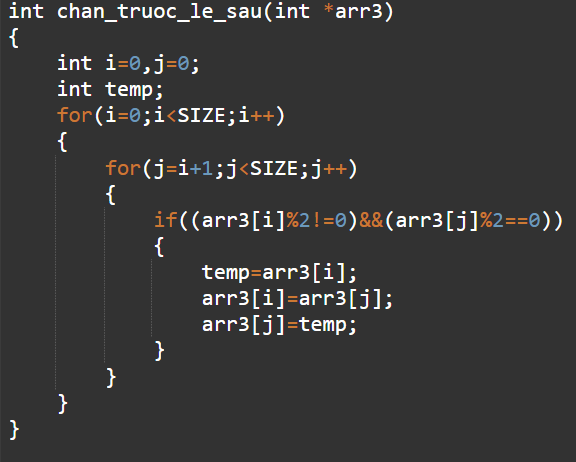 int chan_truoc_le_sau(int *arr3)
{
    int i=0,j=0;
    int temp;
    for(i=0;i<SIZE;i++)
    {
        for(j=i+1;j<SIZE;j++)
        {
            if((arr3[i]%2!=0)&&(arr3[j]%2==0))
            {
                temp=arr3[i];
                arr3[i]=arr3[j];
                arr3[j]=temp;
            }
        }
    }
}